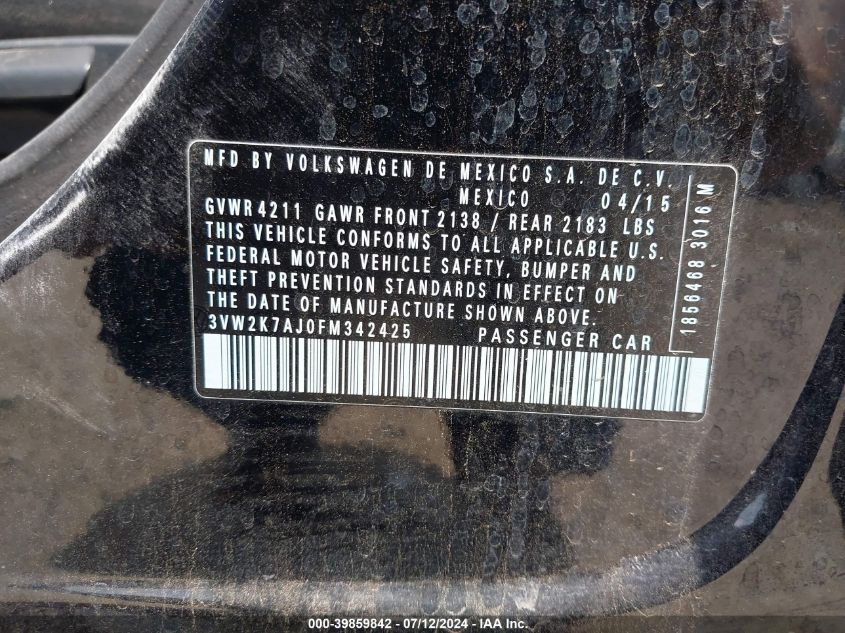 MFD BY VOLKSWAGEN DE MEXICO S.A. DE C.V.
MEXICO 04/15
GVWR 4211 GAWR FRONT 2138 / REAR 2183 LBS
THIS VEHICLE CONFORMS TO ALL APPLICABLE U.S.
FEDERAL MOTOR VEHICLE SAFETY, BUMPER AND
THEFT PREVENTION STANDARDS IN EFFECT ON
THE DATE OF MANUFACTURE SHOWN ABOVE.
3VW2K7AJ0FM342425 PASSENGER CAR
1856468 3016 M
000-39859842 - 07/12/2024 - IAA Inc.